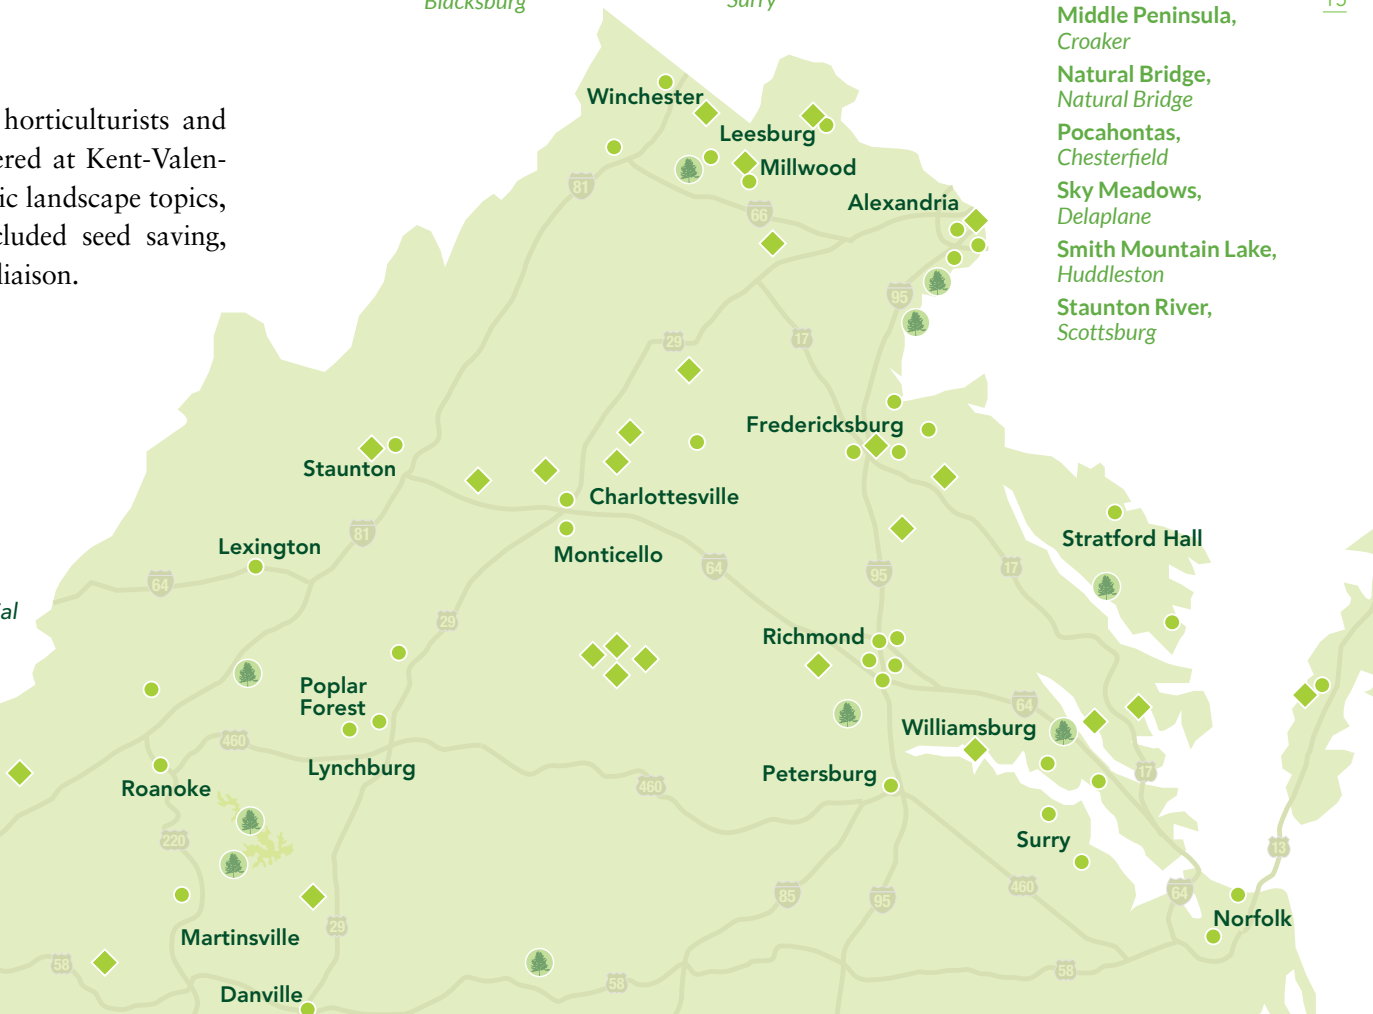 Blacksburg
Surry
Middle Peninsula,
Croaker
Natural Bridge,
Natural Bridge
Pocahontas,
Chesterfield
Sky Meadows,
Delaplane
Smith Mountain Lake,
Huddleston
Staunton River,
Scottsburg
horticulturists and
ered at Kent-Valen-
ic landscape topics,
cluded seed saving,
liaison.
Winchester
Leesburg
Millwood
81
66
Alexandria
95
29
17
Fredericksburg
Staunton
Charlottesville
Lexington
81
Monticello
Stratford Hall
64
64
95
17
al
29
Richmond
Poplar
Forest
64
Williamsburg
460
Lynchburg
Petersburg
17
Roanoke
460
220
Surry
13
85
95
460
64
Norfolk
29
Martinsville
58
58
58
Danville